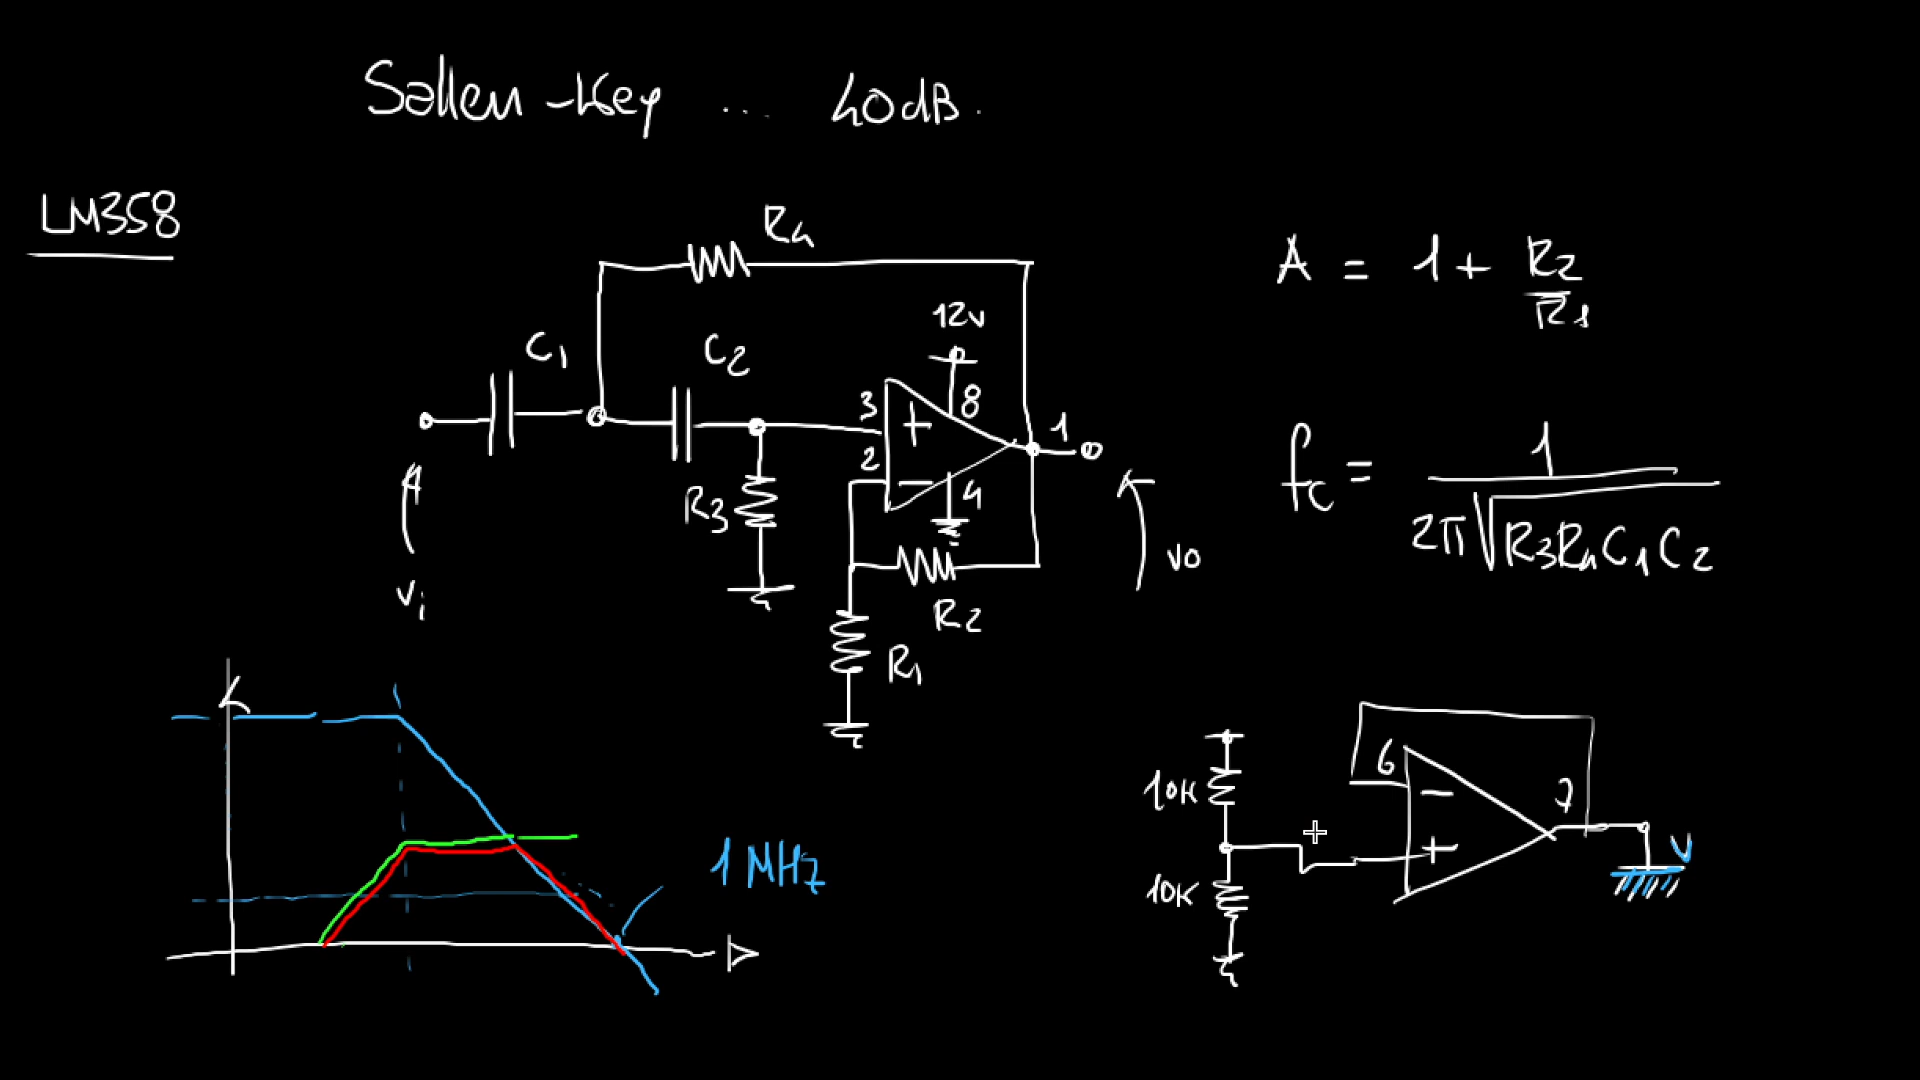 Sallen-Key ... 40dB.
LM358
R4
A = 1 + R2/R1
12v
C1
C2
3
8
1
2
4
R3
fc = 1/2π√R3R4C1C2
vi
vo
R2
R1
6
7
10K
1 MHz
V
10K